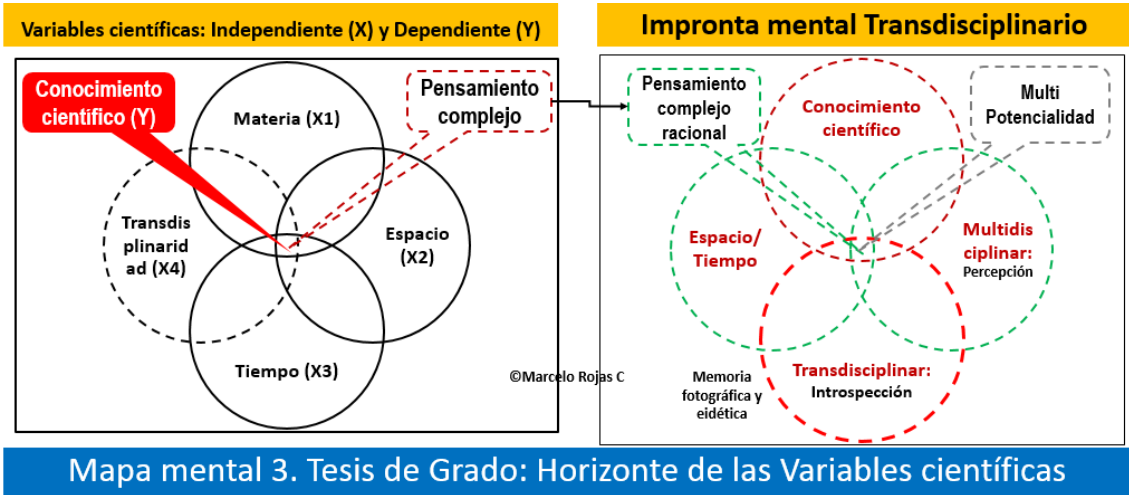 Variables científicas: Independiente (X) y Dependiente (Y)
Conocimiento
científico (Y)
Materia (X1)
Pensamiento
complejo
Transdis
plinarid
ad (X4)
Espacio
(X2)
Tiempo (X3)
©Marcelo Rojas C
Impronta mental Transdisciplinario
Pensamiento
complejo
racional
Conocimiento
científico
Multi
Potencialidad
Espacio/
Tiempo
Multidis
ciplinar:
Percepción
Transdisciplinar:
Introspección
Memoria
fotográfica y
eidética
Mapa mental 3. Tesis de Grado: Horizonte de las Variables científicas